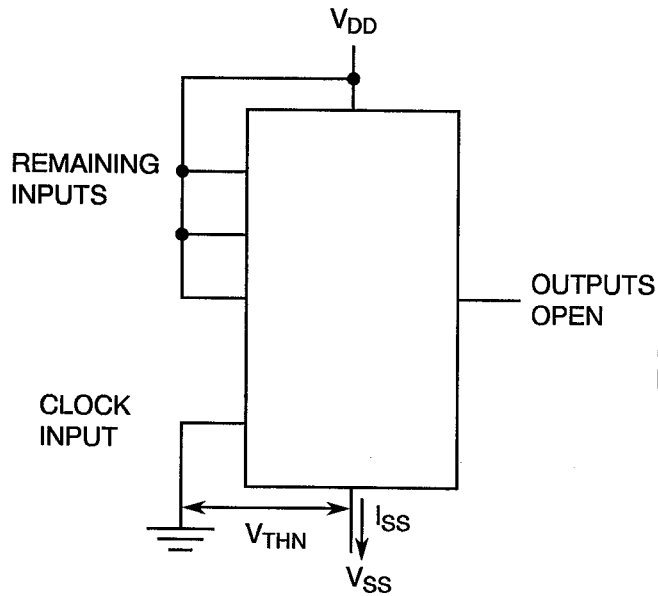 VDD
REMAINING
INPUTS
OUTPUTS
OPEN
CLOCK
INPUT
VTHN
ISS
VSS